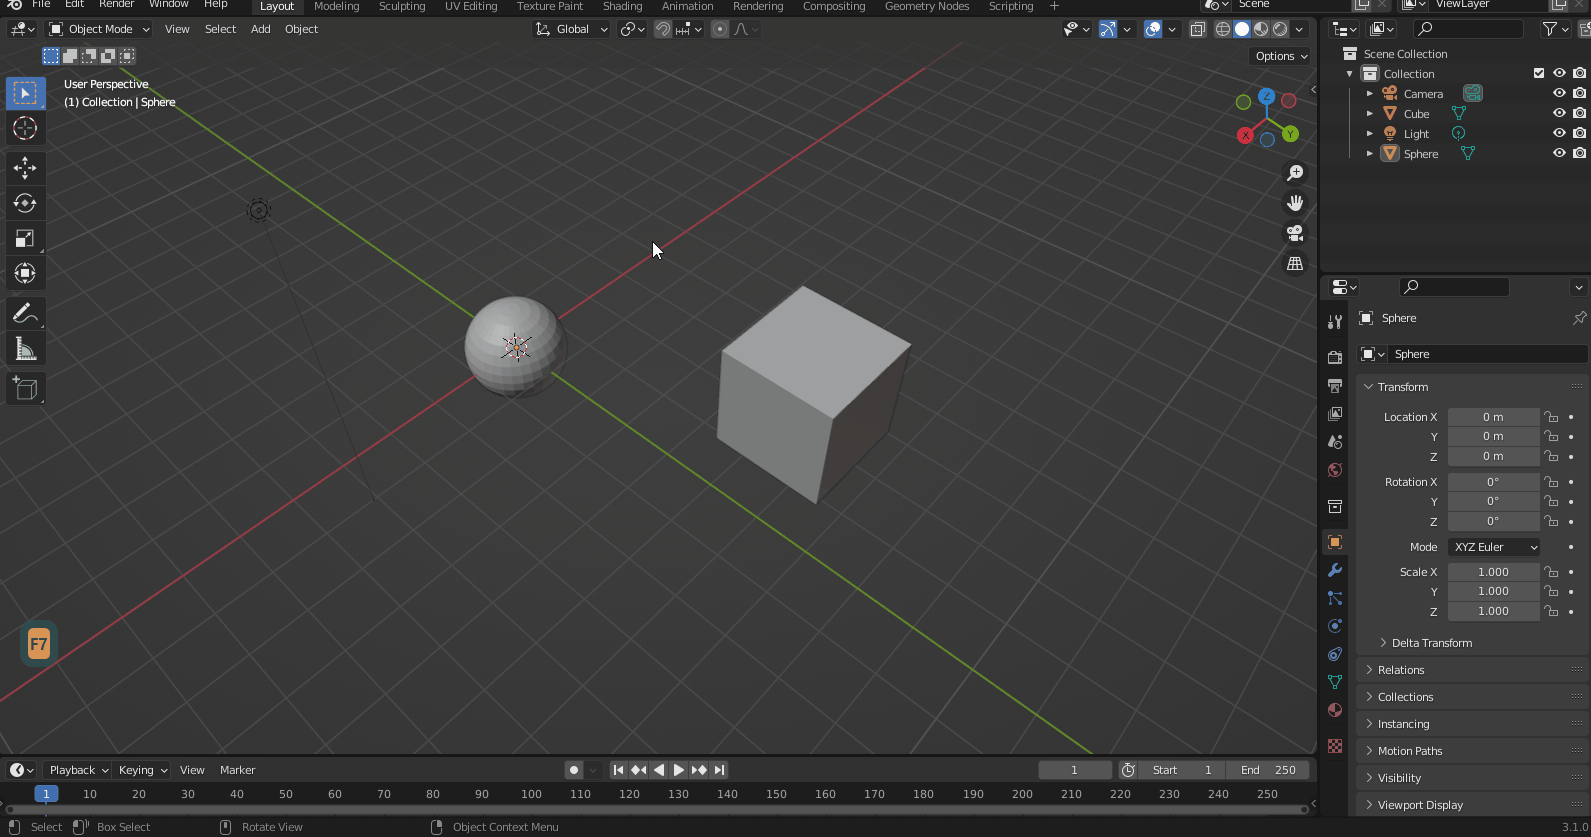 File Edit Render Window Help Layout Modeling Sculpting UV Editing Texture Paint Shading Animation Rendering Compositing Geometry Nodes Scripting + Scene ViewLayer
Object Mode View Select Add Object Global
Options
User Perspective
(1) Collection | Sphere
Z
X
Y
Scene Collection
Collection
Camera
Cube
Light
Sphere
Sphere
Sphere
Transform
Location X 0 m
Y 0 m
Z 0 m
Rotation X 0°
Y 0°
Z 0°
Mode XYZ Euler
Scale X 1.000
Y 1.000
Z 1.000
Delta Transform
Relations
Collections
Instancing
Motion Paths
Visibility
Viewport Display
F7
Playback Keying View Marker 1 Start 1 End 250
1 10 20 30 40 50 60 70 80 90 100 110 120 130 140 150 160 170 180 190 200 210 220 230 240 250
Select Box Select Rotate View Object Context Menu 3.1.0